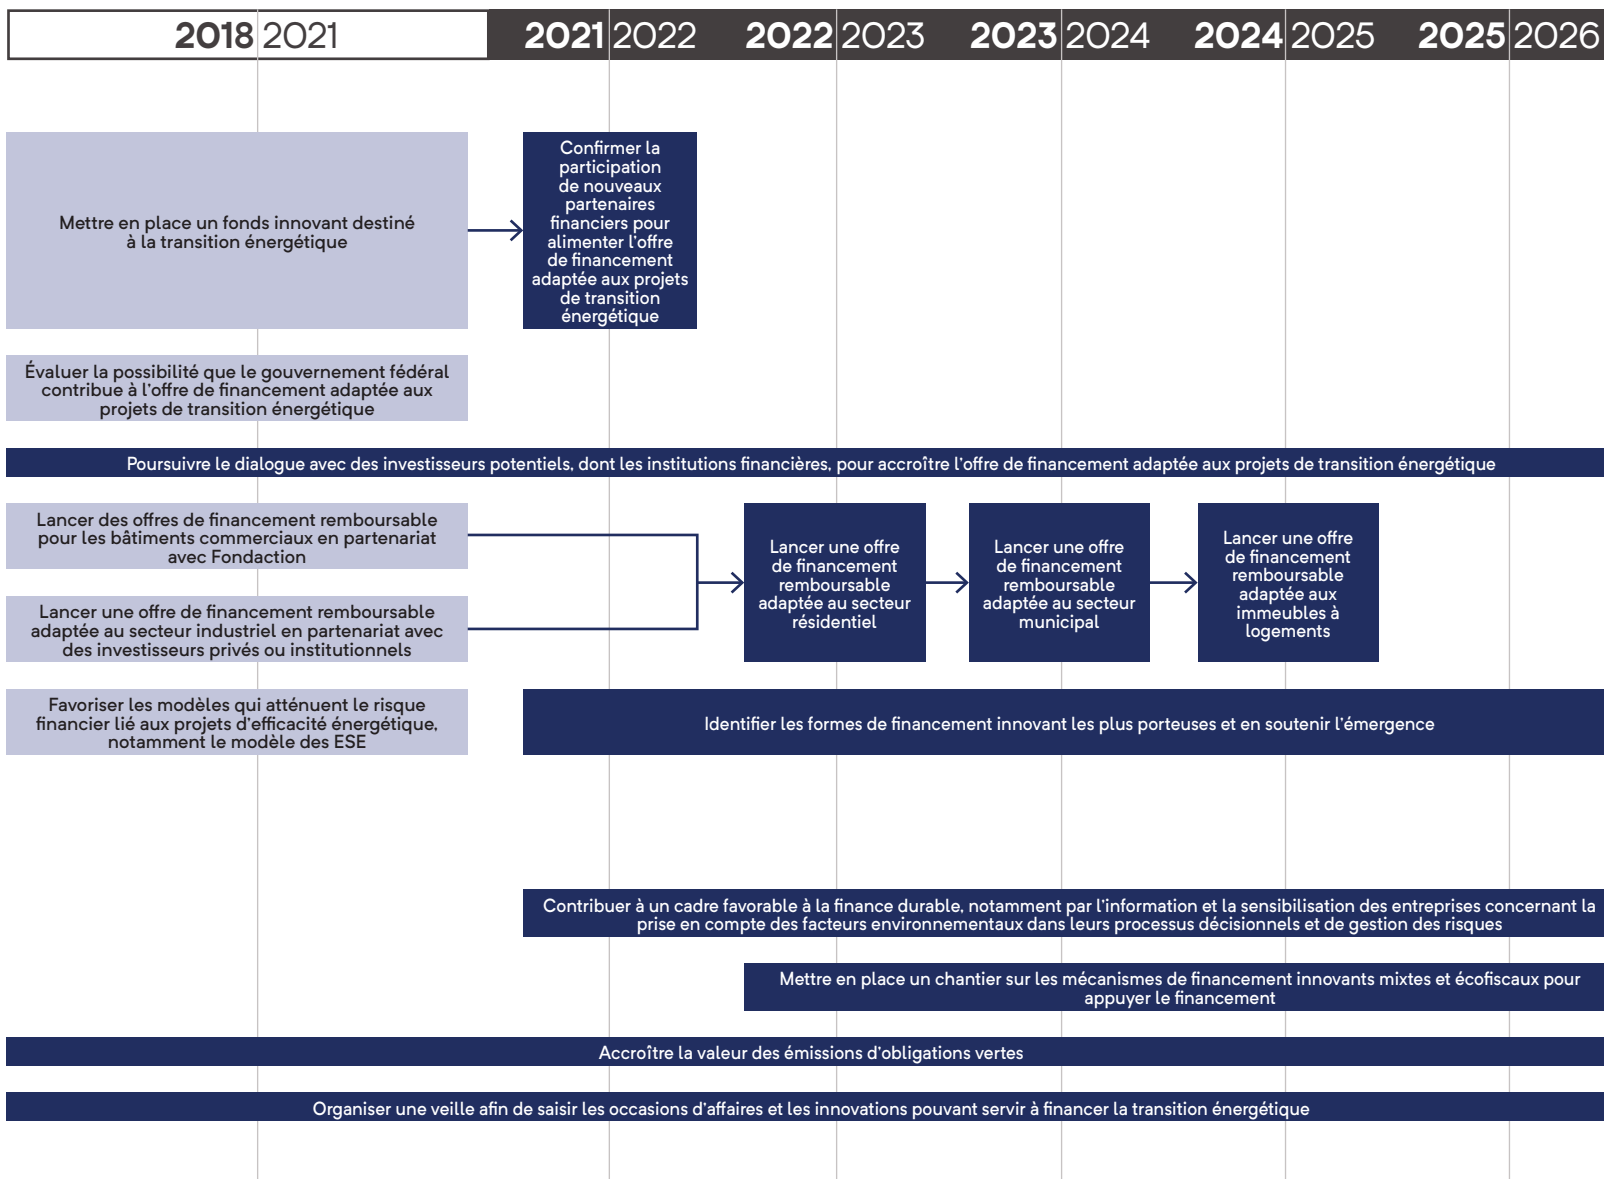 2018 2021
2021 2022
2022 2023
2023 2024
2024 2025
2025 2026
Mettre en place un fonds innovant destiné
à la transition énergétique
Confirmer la
participation
de nouveaux
partenaires
financiers pour
alimenter l’offre
de financement
adaptée aux projets
de transition
énergétique
Évaluer la possibilité que le gouvernement fédéral
contribue à l’offre de financement adaptée aux
projets de transition énergétique
Poursuivre le dialogue avec des investisseurs potentiels, dont les institutions financières, pour accroître l’offre de financement adaptée aux projets de transition énergétique
Lancer des offres de financement remboursable
pour les bâtiments commerciaux en partenariat
avec Fondaction
Lancer une offre de financement remboursable
adaptée au secteur industriel en partenariat avec
des investisseurs privés ou institutionnels
Lancer une offre
de financement
remboursable
adaptée au secteur
résidentiel
Lancer une offre
de financement
remboursable
adaptée au secteur
municipal
Lancer une offre
de financement
remboursable
adaptée aux
immeubles à
logements
Favoriser les modèles qui atténuent le risque
financier lié aux projets d’efficacité énergétique,
notamment le modèle des ESE
Identifier les formes de financement innovant les plus porteuses et en soutenir l’émergence
Contribuer à un cadre favorable à la finance durable, notamment par l’information et la sensibilisation des entreprises concernant la
prise en compte des facteurs environnementaux dans leurs processus décisionnels et de gestion des risques
Mettre en place un chantier sur les mécanismes de financement innovants mixtes et écofiscaux pour
appuyer le financement
Accroître la valeur des émissions d’obligations vertes
Organiser une veille afin de saisir les occasions d’affaires et les innovations pouvant servir à financer la transition énergétique